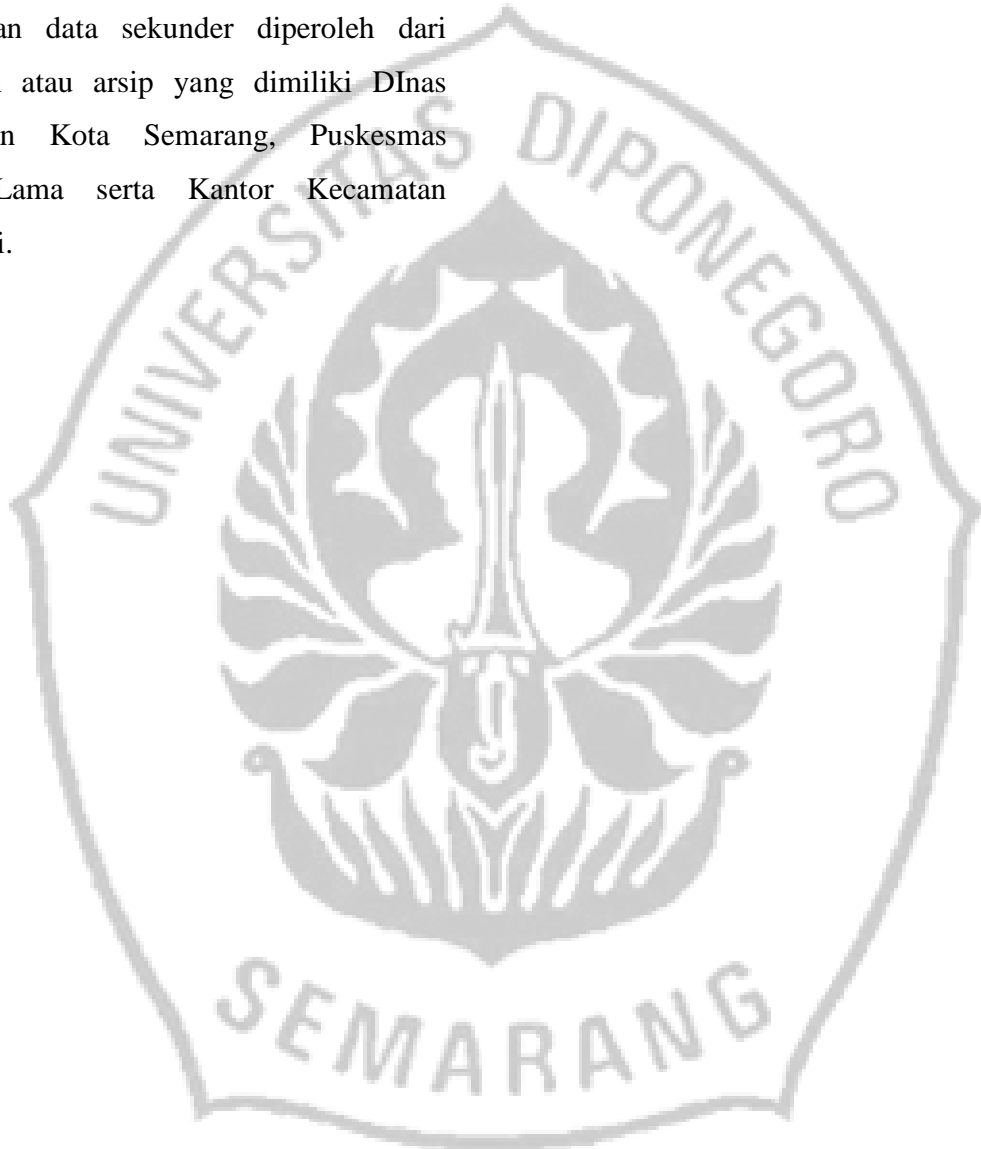 an data sekunder diperoleh dari
atau arsip yang dimiliki DInas
n Kota Semarang, Puskesmas
Lama serta Kantor Kecamatan
i.
UNIVERSITAS DIPONEGORO
SEMARANG